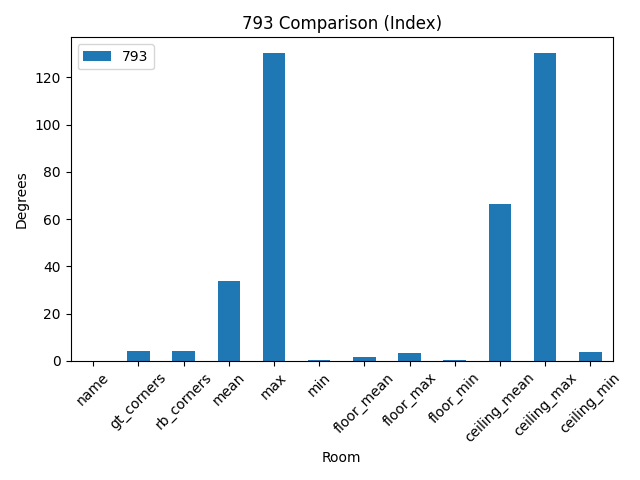 793 Comparison (Index)
793
Degrees
120
100
80
60
40
20
0
name
gt_corners
rb_corners
mean
max
min
floor_mean
floor_max
floor_min
ceiling_mean
ceiling_max
ceiling_min
Room